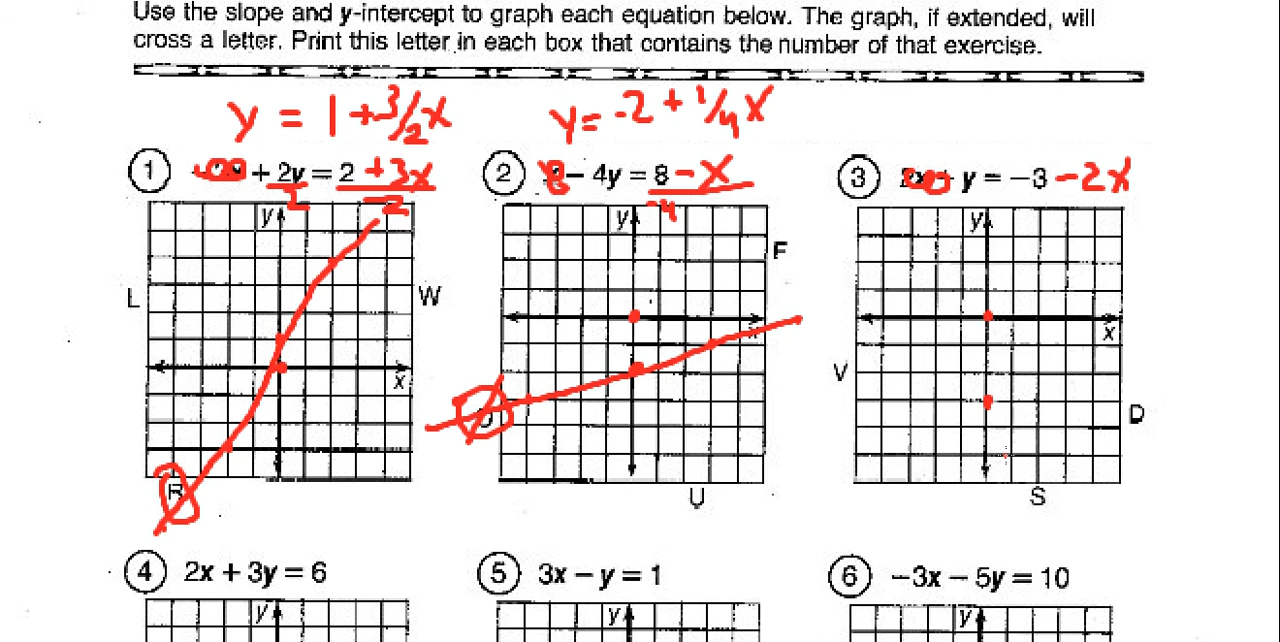 Use the slope and y-intercept to graph each equation below. The graph, if extended, will
cross a letter. Print this letter in each box that contains the number of that exercise.
y = 1 + 3/2 x
y = -2 + 1/4 x
1 + 2y = 2 + 3x
2 2
2 - 4y = 8 - x
-4
3 y = -3 - 2x
y
y
y
F
L
W
x
x
V
D
R
U
S
4 2x + 3y = 6
5 3x - y = 1
6 -3x - 5y = 10
y
y
y